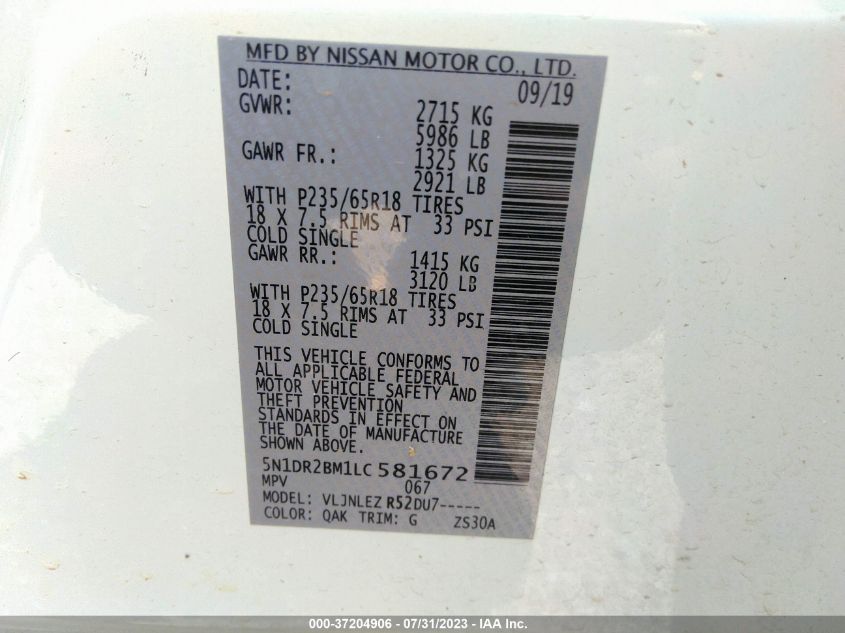 MFD BY NISSAN MOTOR CO., LTD.
DATE: 09/19
GVWR: 2715 KG
5986 LB
GAWR FR.: 1325 KG
2921 LB
WITH P235/65R18 TIRES
18 X 7.5 RIMS AT 33 PSI
COLD SINGLE
GAWR RR.: 1415 KG
3120 LB
WITH P235/65R18 TIRES
18 X 7.5 RIMS AT 33 PSI
COLD SINGLE
THIS VEHICLE CONFORMS TO
ALL APPLICABLE FEDERAL
MOTOR VEHICLE SAFETY AND
THEFT PREVENTION
STANDARDS IN EFFECT ON
THE DATE OF MANUFACTURE
SHOWN ABOVE.
5N1DR2BM1LC 581672
MPV 067
MODEL: VLJNLEZ R52DU7-----
COLOR: QAK TRIM: G ZS30A
000-37204906 - 07/31/2023 - IAA Inc.